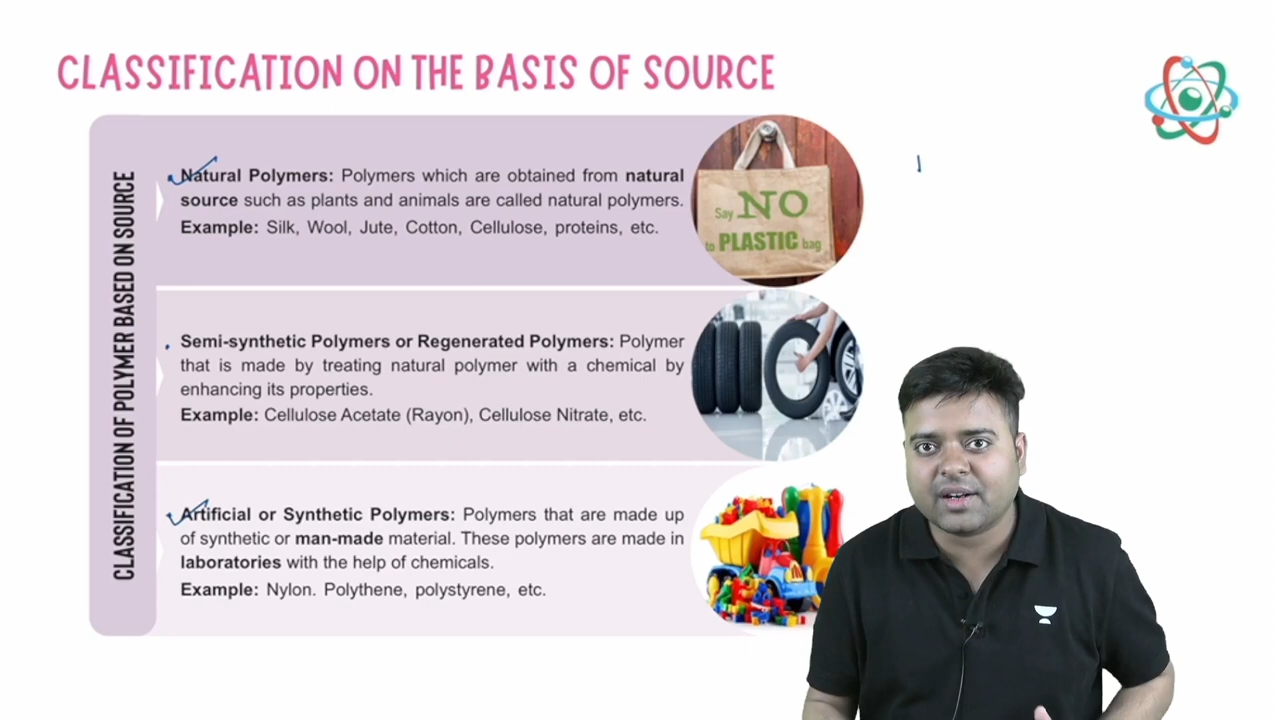 CLASSIFICATION ON THE BASIS OF SOURCE
CLASSIFICATION OF POLYMER BASED ON SOURCE
Natural Polymers: Polymers which are obtained from natural
source such as plants and animals are called natural polymers.
Example: Silk, Wool, Jute, Cotton, Cellulose, proteins, etc.
Say NO
to PLASTIC bag
Semi-synthetic Polymers or Regenerated Polymers: Polymer
that is made by treating natural polymer with a chemical by
enhancing its properties.
Example: Cellulose Acetate (Rayon), Cellulose Nitrate, etc.
Artificial or Synthetic Polymers: Polymers that are made up
of synthetic or man-made material. These polymers are made in
laboratories with the help of chemicals.
Example: Nylon. Polythene, polystyrene, etc.